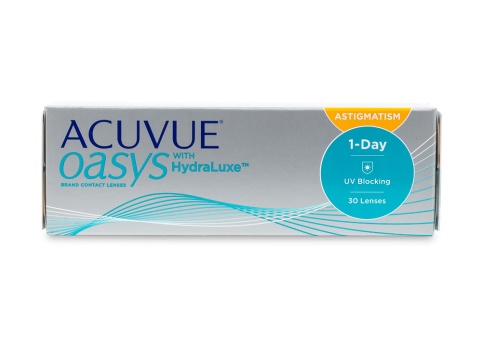 ACUVUE®
oasys WITH HydraLuxe™
BRAND CONTACT LENSES
ASTIGMATISM
1-Day
UV Blocking
30 Lenses